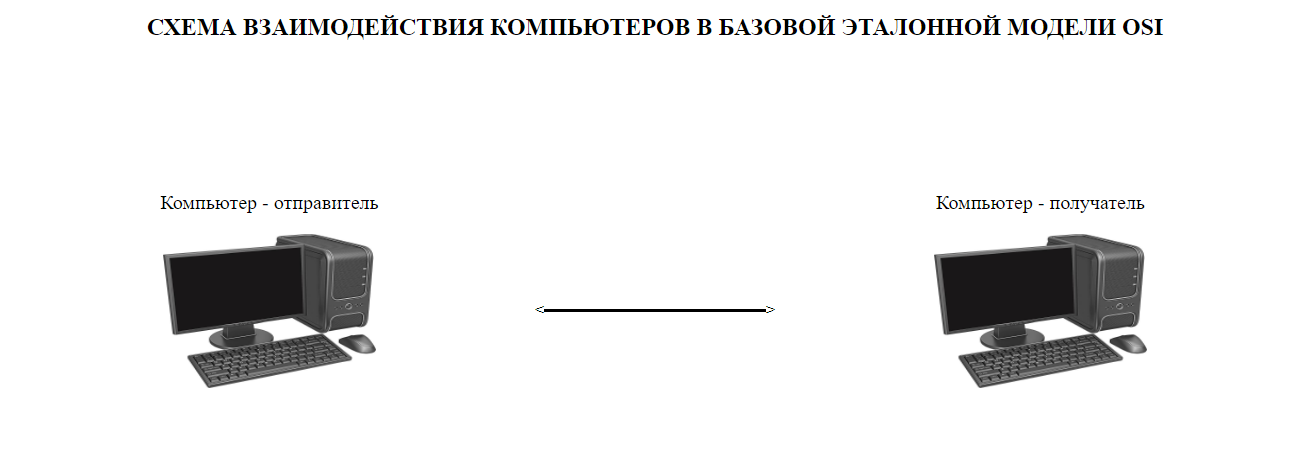 СХЕМА ВЗАИМОДЕЙСТВИЯ КОМПЬЮТЕРОВ В БАЗОВОЙ ЭТАЛОННОЙ МОДЕЛИ OSI
Компьютер - отправитель
Компьютер - получатель